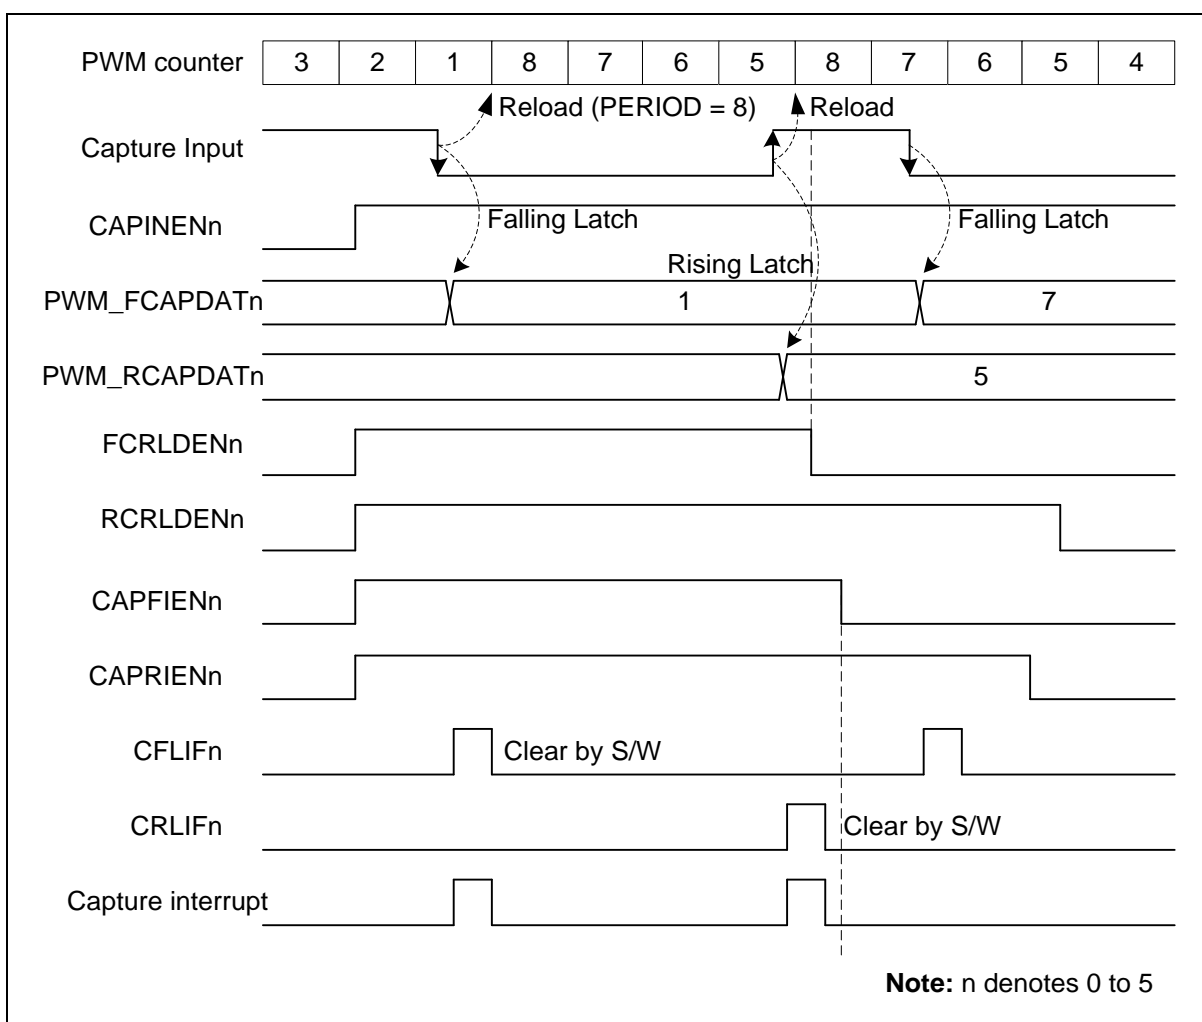 PWM counter 3 2 1 8 7 6 5 8 7 6 5 4
Reload (PERIOD = 8) Reload
Capture Input
CAPINENn Falling Latch Falling Latch
Rising Latch
PWM_FCAPDATn 1 7
PWM_RCAPDATn 5
FCRLDENn
RCRLDENn
CAPFIENn
CAPRIENn
CFLIFn Clear by S/W
CRLIFn Clear by S/W
Capture interrupt
Note: n denotes 0 to 5